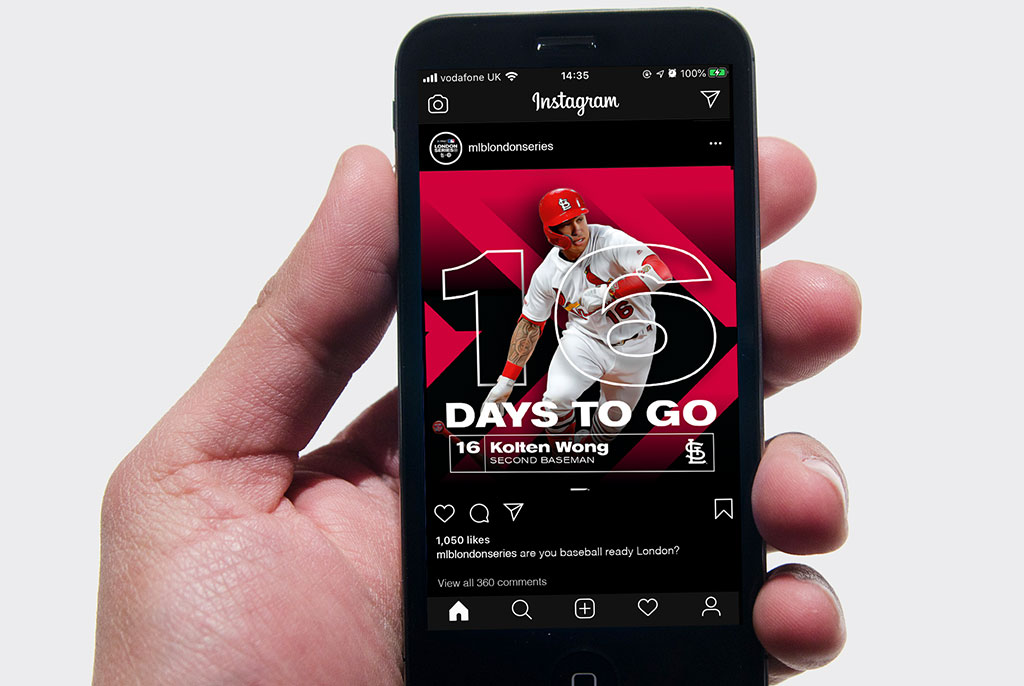 vodafone UK 14:35 100%
Instagram
LONDON
SERIES
mlblondonseries
16
16
DAYS TO GO
16 Kolten Wong STL
SECOND BASEMAN
1,050 likes
mlblondonseries are you baseball ready London?
View all 360 comments